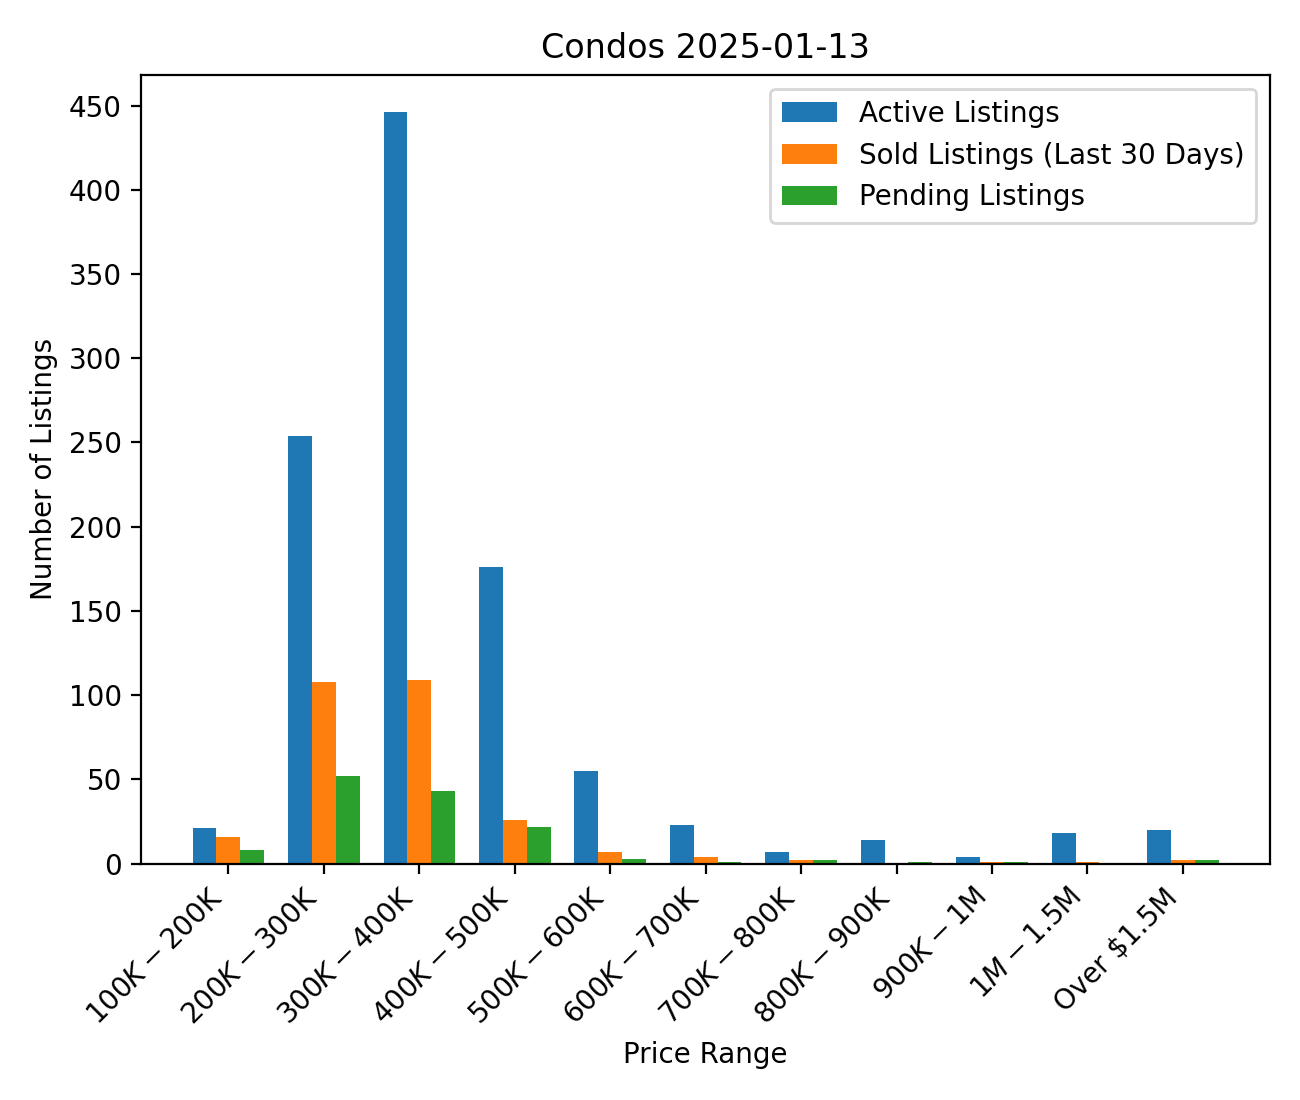 Condos 2025-01-13
Active Listings
Sold Listings (Last 30 Days)
Pending Listings
Number of Listings
450
400
350
300
250
200
150
100
50
0
100K − 200K
200K − 300K
300K − 400K
400K − 500K
500K − 600K
600K − 700K
700K − 800K
800K − 900K
900K − 1M
1M − 1.5M
Over $1.5M
Price Range